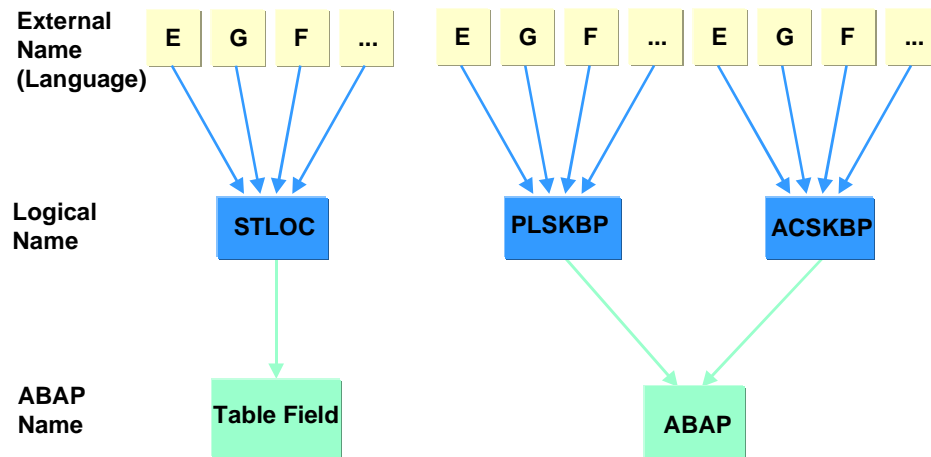 External
Name
(Language)
E G F ... E G F ... E G F ...
Logical
Name
STLOC PLSKBP ACSKBP
ABAP
Name
Table Field ABAP